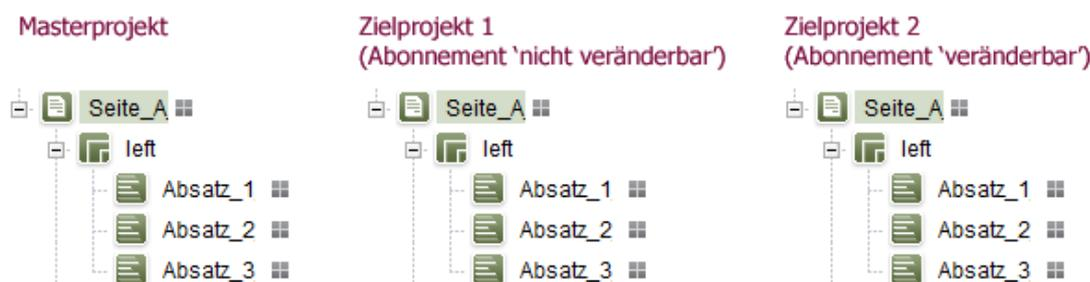 Masterprojekt
Seite_A
left
Absatz_1
Absatz_2
Absatz_3
Zielprojekt 1
(Abonnement ‘nicht veränderbar’)
Seite_A
left
Absatz_1
Absatz_2
Absatz_3
Zielprojekt 2
(Abonnement ‘veränderbar’)
Seite_A
left
Absatz_1
Absatz_2
Absatz_3